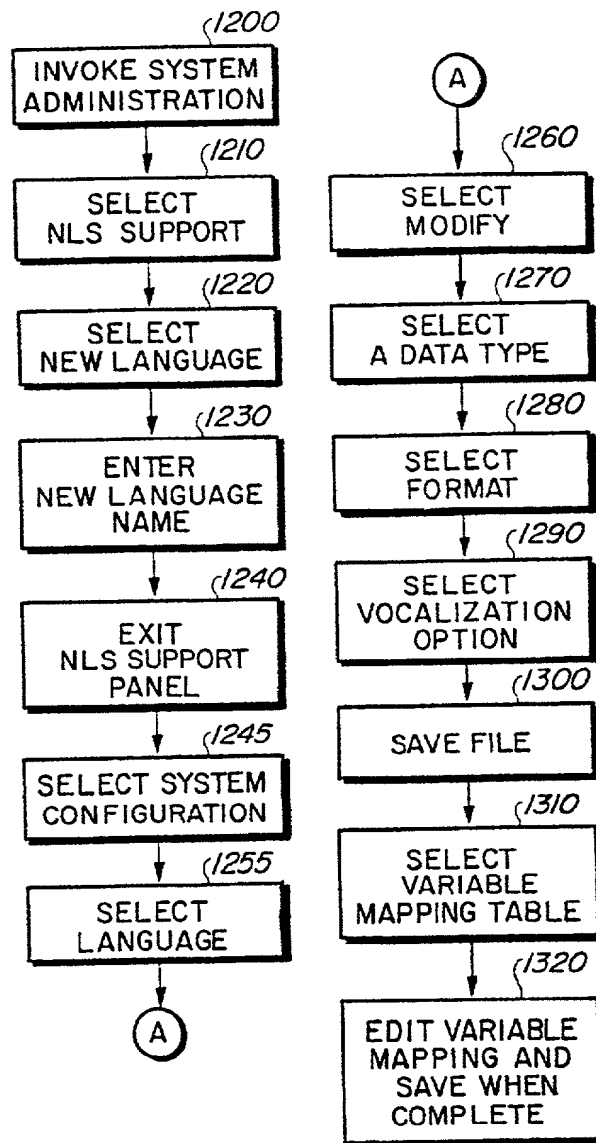 1200
INVOKE SYSTEM
ADMINISTRATION
1210
SELECT
NLS SUPPORT
1220
SELECT
NEW LANGUAGE
1230
ENTER
NEW LANGUAGE
NAME
1240
EXIT
NLS SUPPORT
PANEL
1245
SELECT SYSTEM
CONFIGURATION
1255
SELECT
LANGUAGE
A
A
1260
SELECT
MODIFY
1270
SELECT
A DATA TYPE
1280
SELECT
FORMAT
1290
SELECT
VOCALIZATION
OPTION
1300
SAVE FILE
1310
SELECT
VARIABLE
MAPPING TABLE
1320
EDIT VARIABLE
MAPPING AND
SAVE WHEN
COMPLETE